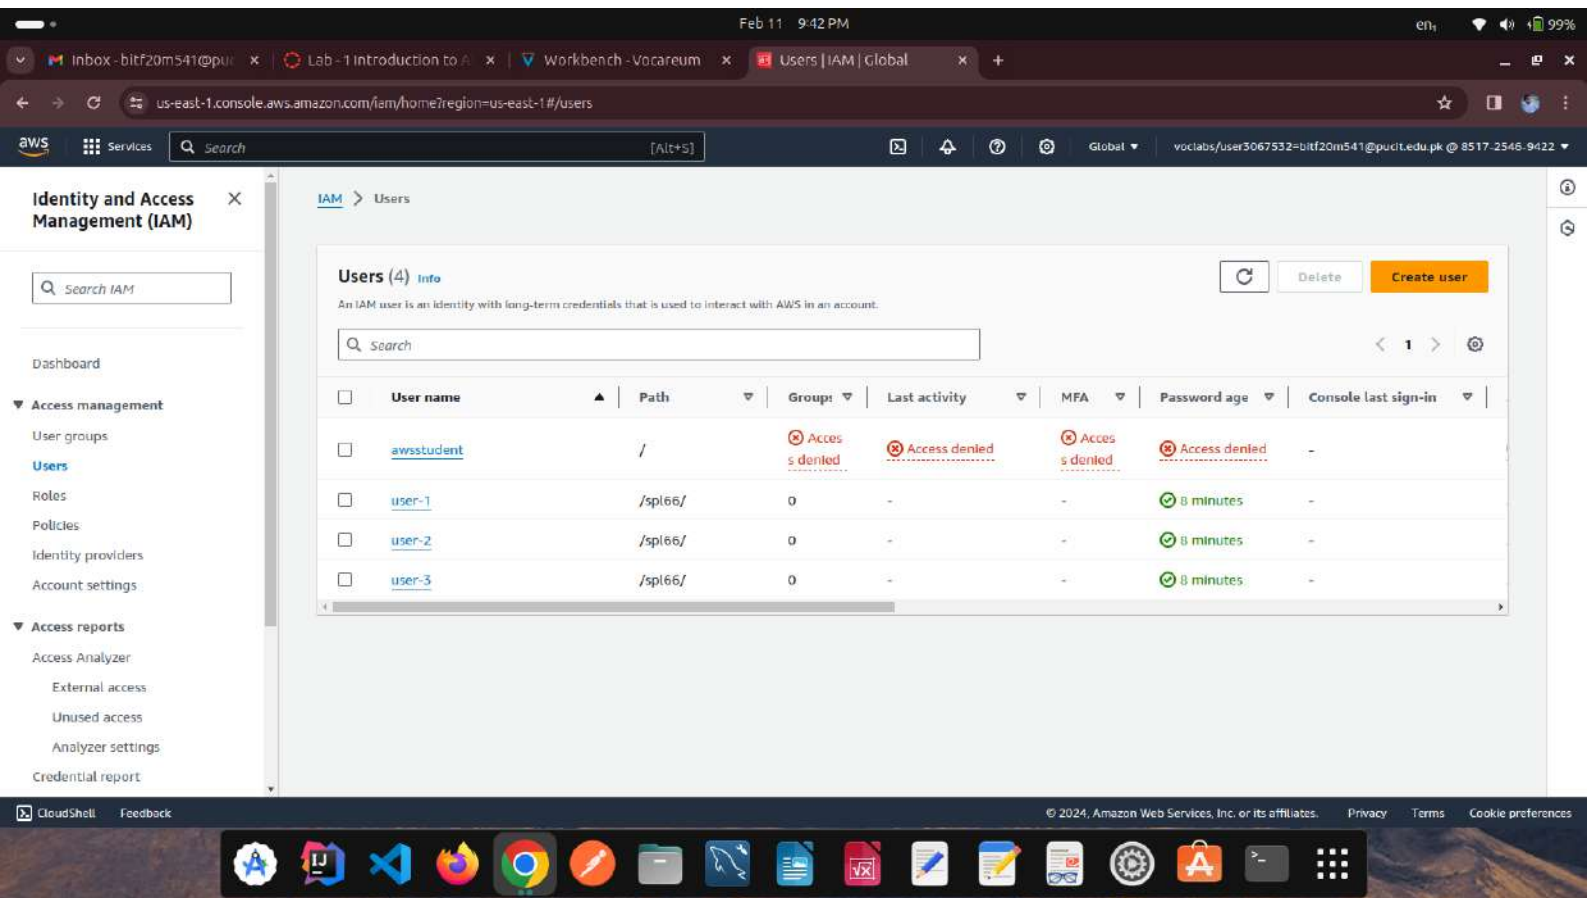 Feb 11 9:42 PM
en₁
99%
Inbox - bitf20m541@puc
Lab - 1 Introduction to A
Workbench - Vocareum
Users | IAM | Global
us-east-1.console.aws.amazon.com/iam/home?region=us-east-1#/users
aws
Services
Search
[Alt+S]
Global
voclabs/user3067532=bitf20m541@pucit.edu.pk @ 8517-2546-9422
Identity and Access
Management (IAM)
Search IAM
Dashboard
Access management
User groups
Users
Roles
Policies
Identity providers
Account settings
Access reports
Access Analyzer
External access
Unused access
Analyzer settings
Credential report
IAM > Users
Users (4) Info
Delete
Create user
An IAM user is an identity with long-term credentials that is used to interact with AWS in an account.
Search
1
User name Path Groups Last activity MFA Password age Console last sign-in
awsstudent / Acces Access denied Acces Access denied -
s denied s denied
user-1 /spl66/ 0 - - 8 minutes -
user-2 /spl66/ 0 - - 8 minutes -
user-3 /spl66/ 0 - - 8 minutes -
CloudShell Feedback
© 2024, Amazon Web Services, Inc. or its affiliates. Privacy Terms Cookie preferences